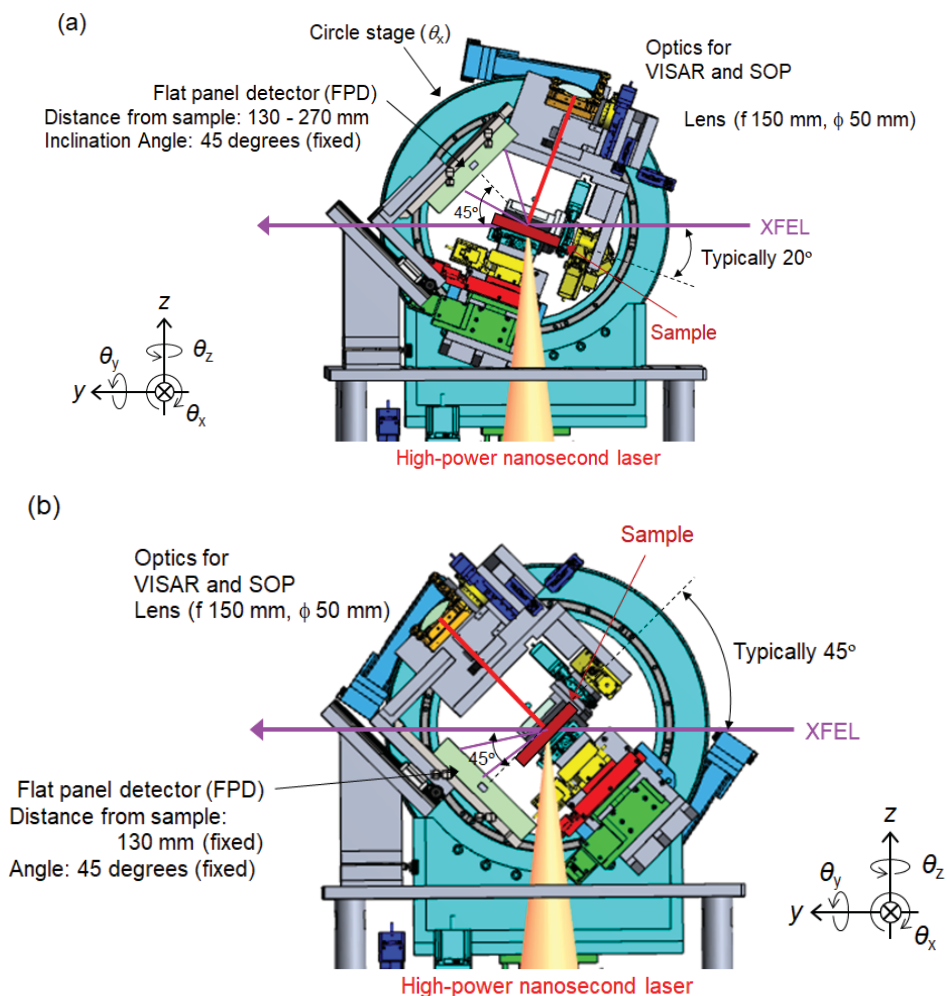 (a)
Circle stage (θx)
Optics for
VISAR and SOP
Flat panel detector (FPD)
Distance from sample: 130 - 270 mm
Inclination Angle: 45 degrees (fixed)
Lens (f 150 mm, ϕ 50 mm)
45°
XFEL
Typically 20°
Sample
z
θz
θy
y
θx
High-power nanosecond laser
(b)
Sample
Optics for
VISAR and SOP
Lens (f 150 mm, ϕ 50 mm)
Typically 45°
XFEL
45°
Flat panel detector (FPD)
Distance from sample:
130 mm (fixed)
Angle: 45 degrees (fixed)
z
θz
θy
y
θx
High-power nanosecond laser